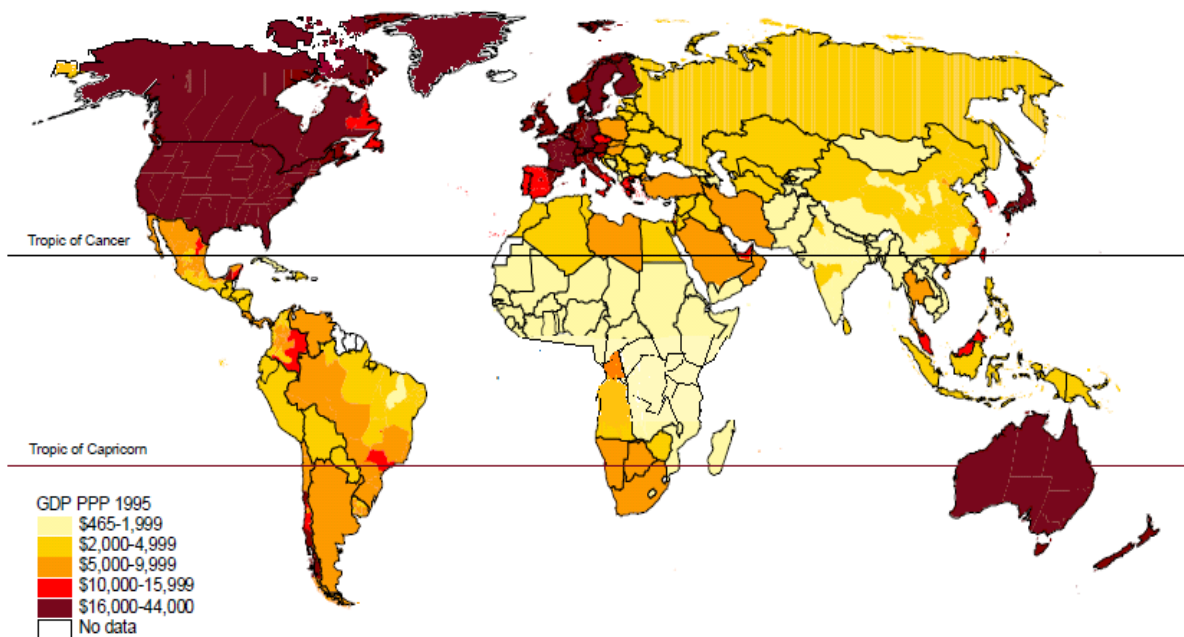 Tropic of Cancer
Tropic of Capricorn
GDP PPP 1995
$465-1,999
$2,000-4,999
$5,000-9,999
$10,000-15,999
$16,000-44,000
No data